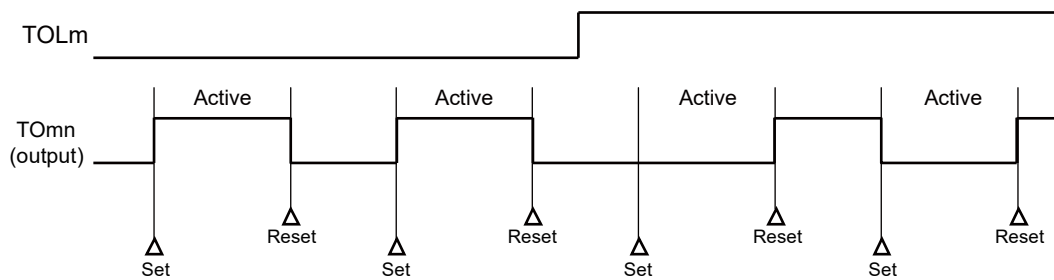 TOLm
Active Active Active Active
TOmn
(output)
Reset Reset Reset Reset
Set Set Set Set